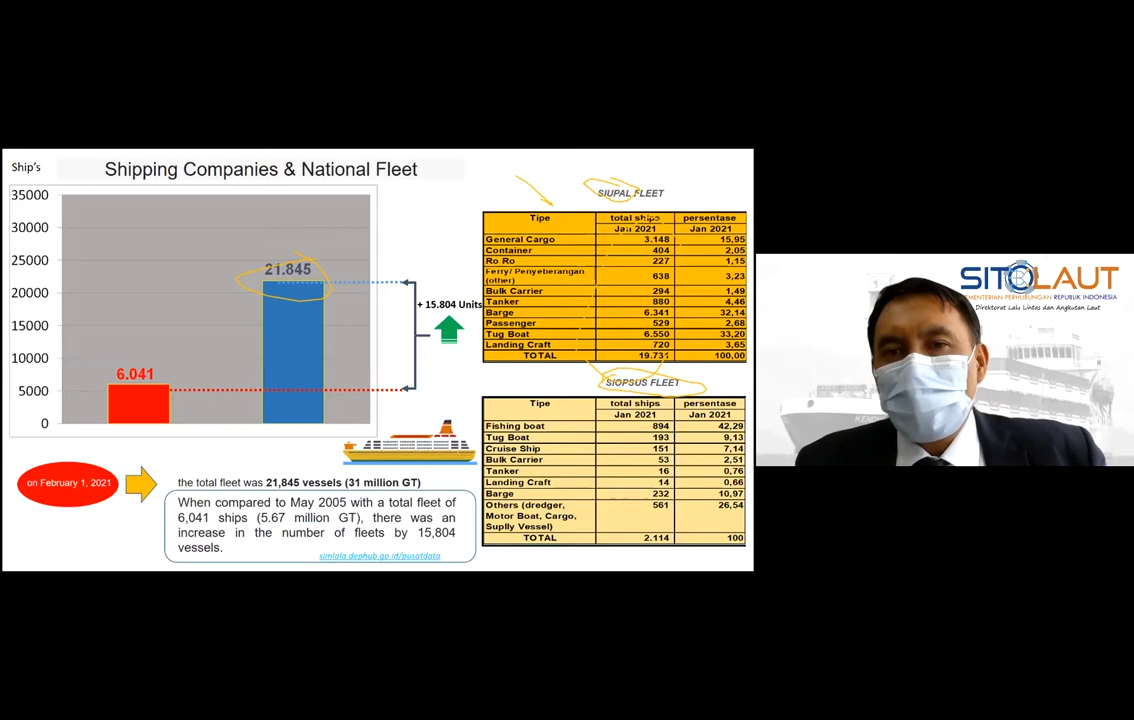 Ship's
Shipping Companies & National Fleet
35000
30000
25000
20000
15000
10000
5000
0
6.041
21.845
+ 15.804 Units
on February 1, 2021
the total fleet was 21,845 vessels (31 million GT)
When compared to May 2005 with a total fleet of
6,041 ships (5.67 million GT), there was an
increase in the number of fleets by 15,804
vessels.
simlala.dephub.go.id/pusatdata
SIUPAL FLEET
Tipe total ships persentase
Jan 2021 Jan 2021
General Cargo 3.148 15,95
Container 404 2,05
Ro Ro 227 1,15
Ferry/ Penyeberangan
(other) 638 3,23
Bulk Carrier 294 1,49
Tanker 880 4,46
Barge 6.341 32,14
Passenger 529 2,68
Tug Boat 6.550 33,20
Landing Craft 720 3,65
TOTAL 19.731 100,00
SIOPSUS FLEET
Tipe total ships persentase
Jan 2021 Jan 2021
Fishing boat 894 42,29
Tug Boat 193 9,13
Cruise Ship 151 7,14
Bulk Carrier 53 2,51
Tanker 16 0,76
Landing Craft 14 0,66
Barge 232 10,97
Others (dredger, 561 26,54
Motor Boat, Cargo,
Suplly Vessel)
TOTAL 2.114 100
SITOLAUT
KEMENTERIAN PERHUBUNGAN REPUBLIK INDONESIA
Direktorat Lalu Lintas dan Angkutan Laut